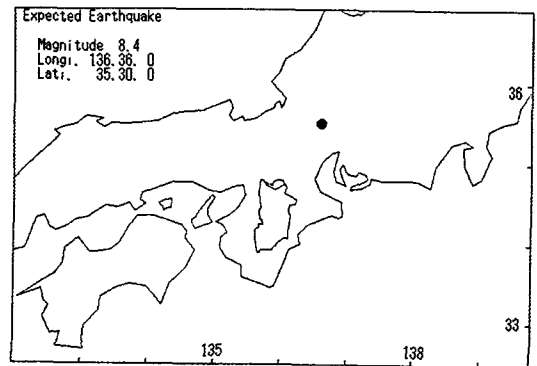 Expected Earthquake
Magnitude 8.4
Longi. 136.36. 0
Lati. 35.30. 0
36
33
135
138